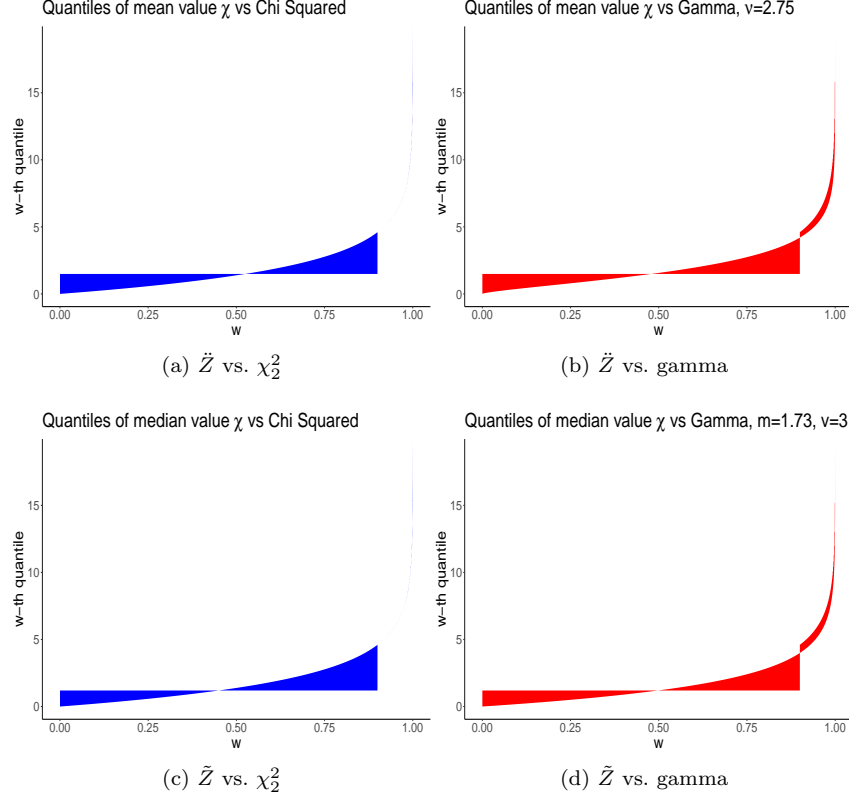 Quantiles of mean value χ vs Chi Squared
w−th quantile
15
10
5
0
0.00 0.25 0.50 0.75 1.00
w
(a) Z̈ vs. χ²₂
Quantiles of mean value χ vs Gamma, ν=2.75
w−th quantile
15
10
5
0
0.00 0.25 0.50 0.75 1.00
w
(b) Z̈ vs. gamma
Quantiles of median value χ vs Chi Squared
w−th quantile
15
10
5
0
0.00 0.25 0.50 0.75 1.00
w
(c) Z̃ vs. χ²₂
Quantiles of median value χ vs Gamma, m=1.73, ν=3
w−th quantile
15
10
5
0
0.00 0.25 0.50 0.75 1.00
w
(d) Z̃ vs. gamma